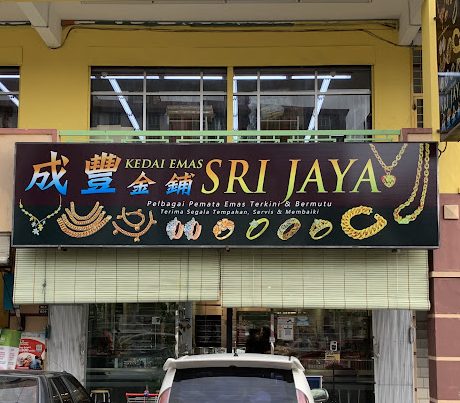 成豐 KEDAI EMAS
金鋪 SRI JAYA
Pelbagai Pemata Emas Terkini & Bermutu
Terima Segala Tempahan, Servis & Membaiki